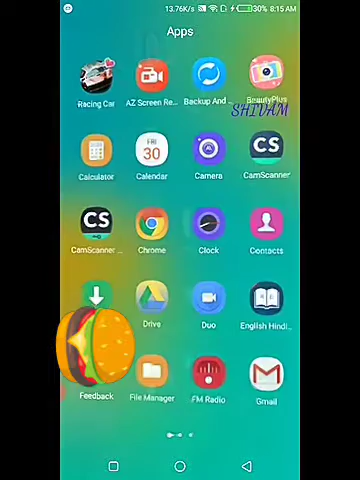 13.76K/s 30% 8:15 AM
Apps
Racing Car AZ Screen Re... Backup And ... BeautyPlus
SHIVAM
FRI
30
CS
Calculator Calendar Camera CamScanner
CS
CamScanner ... Chrome Clock Contacts
Drive Duo English Hindi...
Feedback File Manager FM Radio Gmail